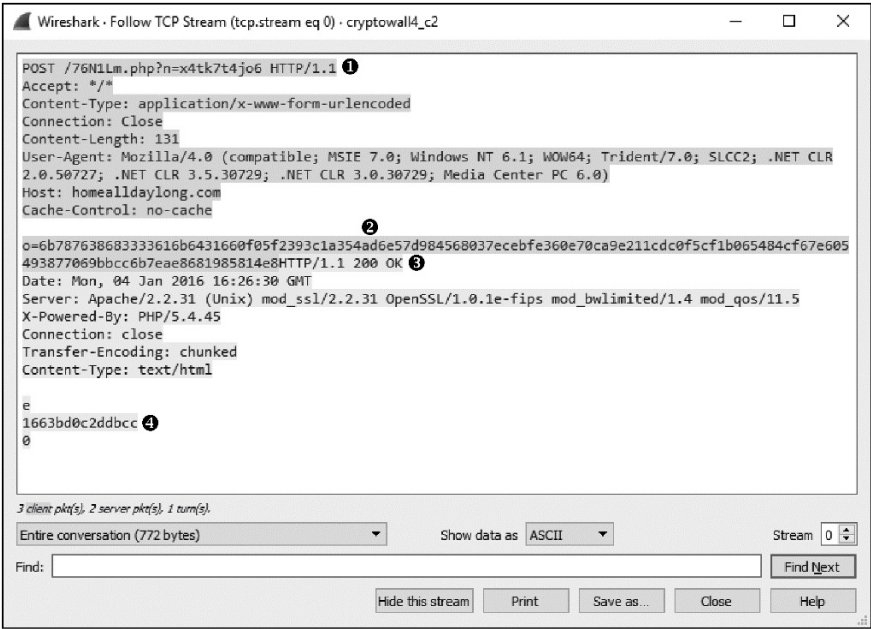 Wireshark · Follow TCP Stream (tcp.stream eq 0) · cryptowall4_c2
POST /76N1Lm.php?n=x4tk7t4jo6 HTTP/1.1 ❶
Accept: */*
Content-Type: application/x-www-form-urlencoded
Connection: Close
Content-Length: 131
User-Agent: Mozilla/4.0 (compatible; MSIE 7.0; Windows NT 6.1; WOW64; Trident/7.0; SLCC2; .NET CLR
2.0.50727; .NET CLR 3.5.30729; .NET CLR 3.0.30729; Media Center PC 6.0)
Host: homealldaylong.com
Cache-Control: no-cache
❷
o=6b787638683333616b6431660f05f2393c1a354ad6e57d984568037ecebfe360e70ca9e211cdc0f5cf1b065484cf67e605
493877069bbcc6b7eae8681985814e8HTTP/1.1 200 OK ❸
Date: Mon, 04 Jan 2016 16:26:30 GMT
Server: Apache/2.2.31 (Unix) mod_ssl/2.2.31 OpenSSL/1.0.1e-fips mod_bwlimited/1.4 mod_qos/11.5
X-Powered-By: PHP/5.4.45
Connection: close
Transfer-Encoding: chunked
Content-Type: text/html
e
1663bd0c2ddbcc ❹
0
3 client pkt(s), 2 server pkt(s), 1 turn(s).
Entire conversation (772 bytes)
Show data as ASCII
Stream 0
Find:
Find Next
Hide this stream
Print
Save as...
Close
Help